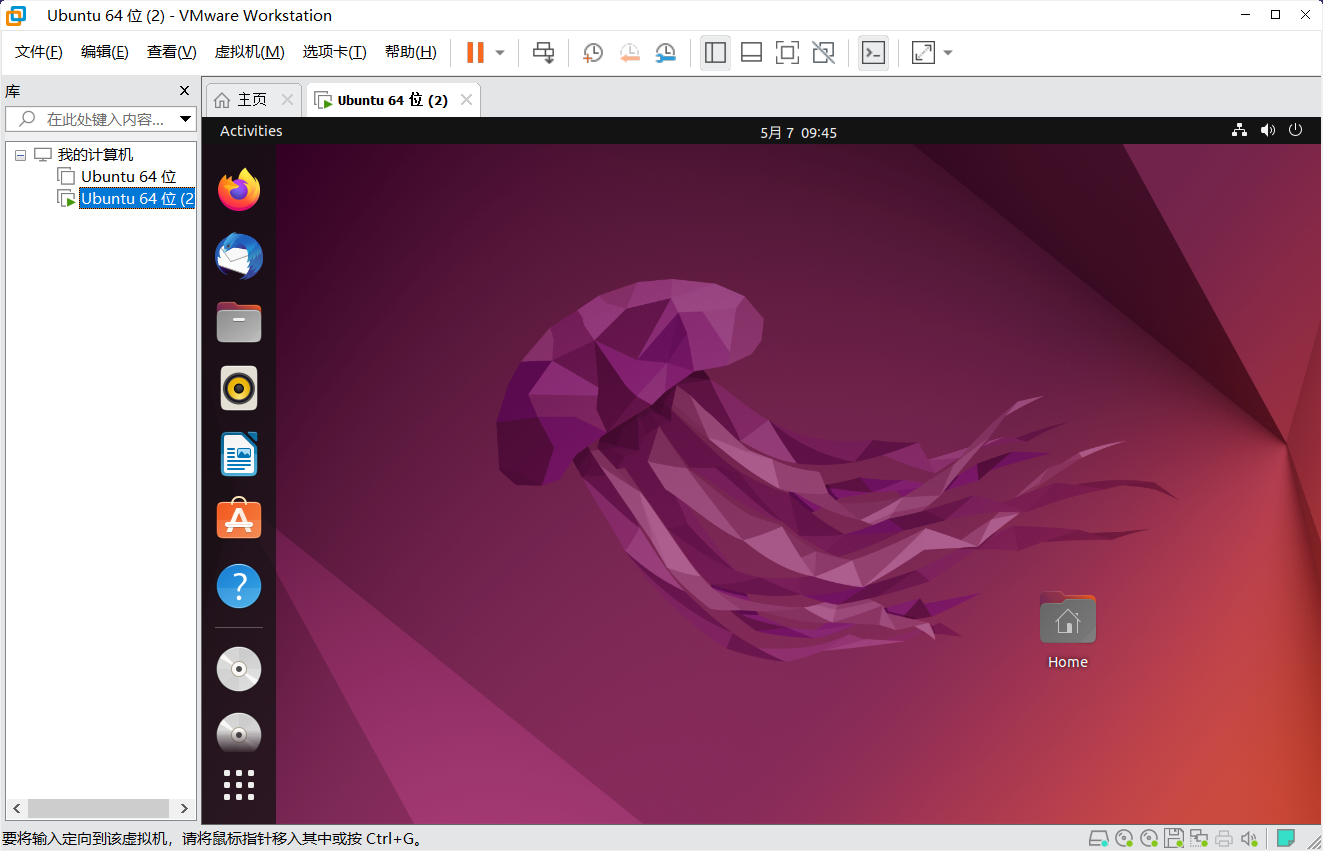 Ubuntu 64 位 (2) - VMware Workstation
文件(F) 编辑(E) 查看(V) 虚拟机(M) 选项卡(T) 帮助(H)
库
主页
Ubuntu 64 位 (2)
在此处键入内容...
Activities
5月 7 09:45
我的计算机
Ubuntu 64 位
Ubuntu 64 位 (2
Home
要将输入定向到该虚拟机，请将鼠标指针移入其中或按 Ctrl+G。